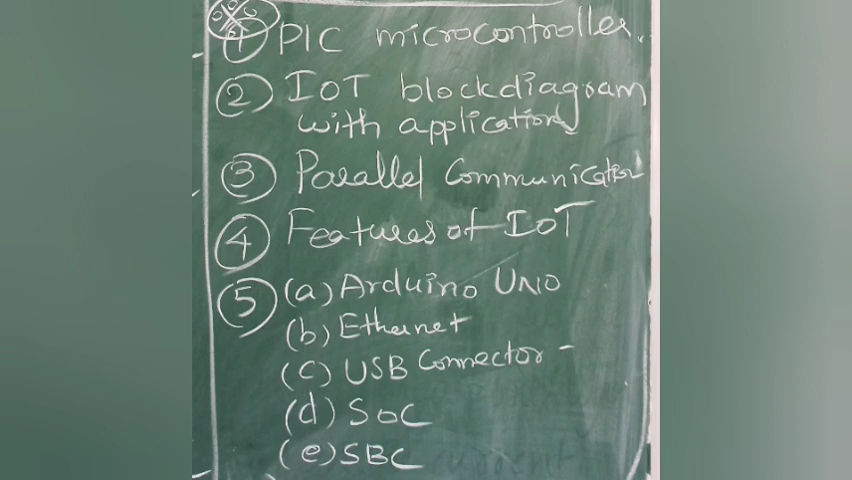 ① PIC microcontroller..
② IOT blockdiagram
with application
③ Parallel Communication
④ Features of IoT
⑤ (a) Arduino UNO
(b) Ethernet
(c) USB Connector -
(d) SOC
(e) SBC